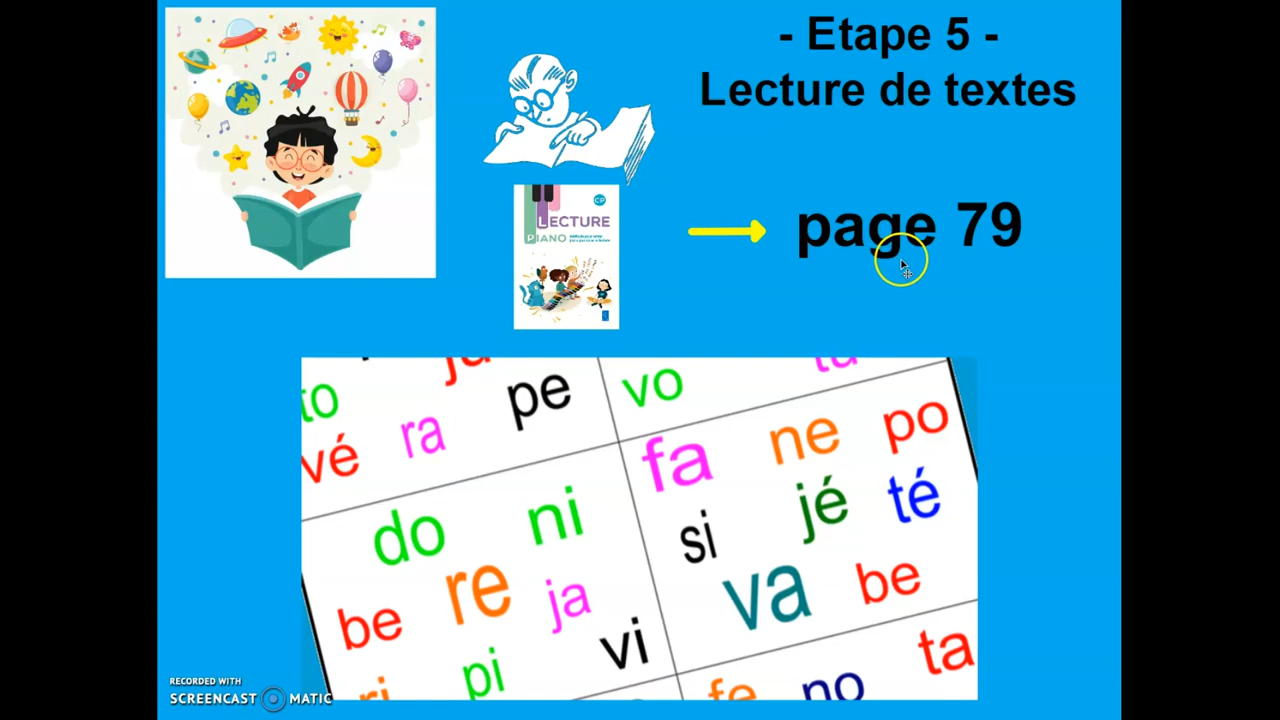 - Etape 5 -
Lecture de textes
CP
LECTURE
PIANO
page 79
to
pe
vo
vé ra
fa ne po
do ni
si jé té
be re ja
va be
pi vi
ta
no
RECORDED WITH
SCREENCAST MATIC